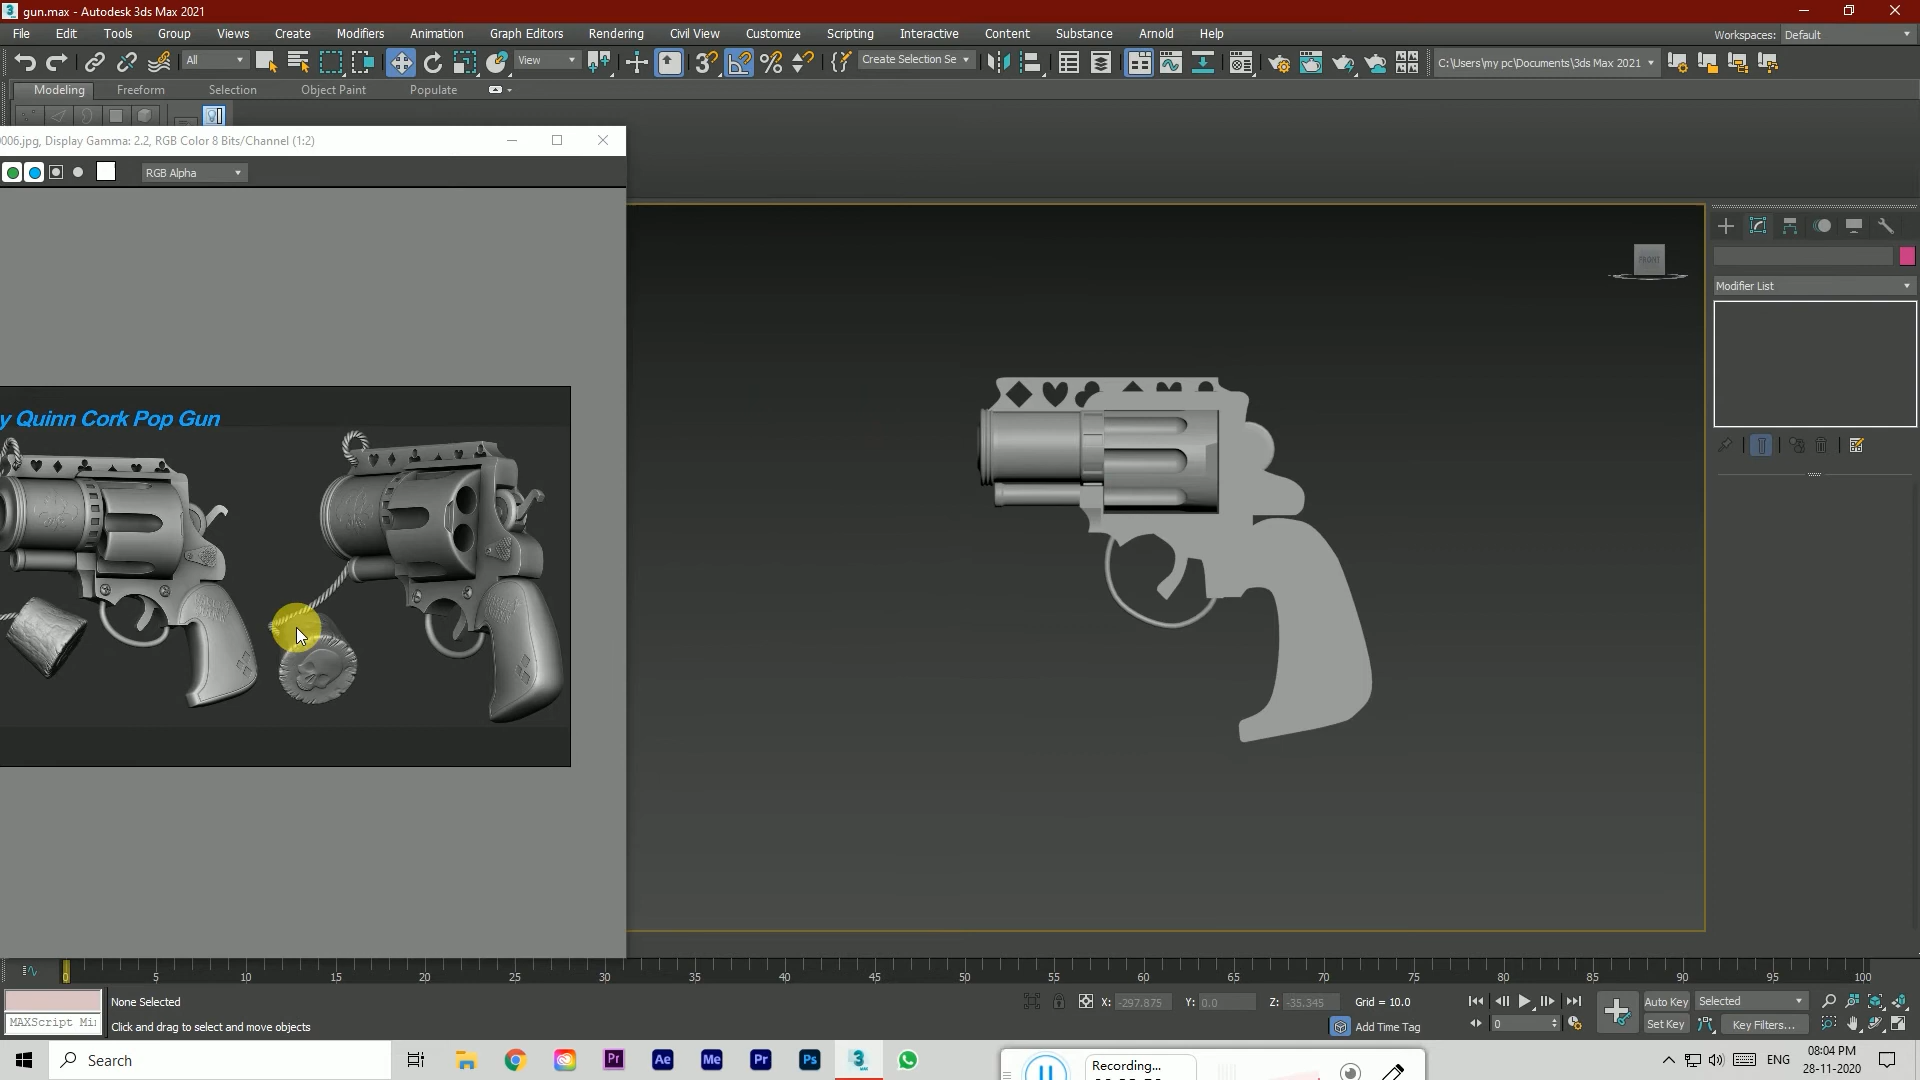 gun.max - Autodesk 3ds Max 2021
File Edit Tools Group Views Create Modifiers Animation Graph Editors Rendering Civil View Customize Scripting Interactive Content Substance Arnold Help
Workspaces: Default
All View Create Selection Se C:\Users\my pc\Documents\3ds Max 2021
Modeling Freeform Selection Object Paint Populate
006.jpg, Display Gamma: 2.2, RGB Color 8 Bits/Channel (1:2)
RGB Alpha
FRONT
Modifier List
y Quinn Cork Pop Gun
0 5 10 15 20 25 30 35 40 45 50 55 60 65 70 75 80 85 90 95 100
None Selected
X: -297.875 Y: 0.0 Z: -35.345 Grid = 10.0
Auto Key Selected
MAXScript Mi
Click and drag to select and move objects
Add Time Tag
0
Set Key Key Filters...
Search
Recording...
ENG
08:04 PM
28-11-2020